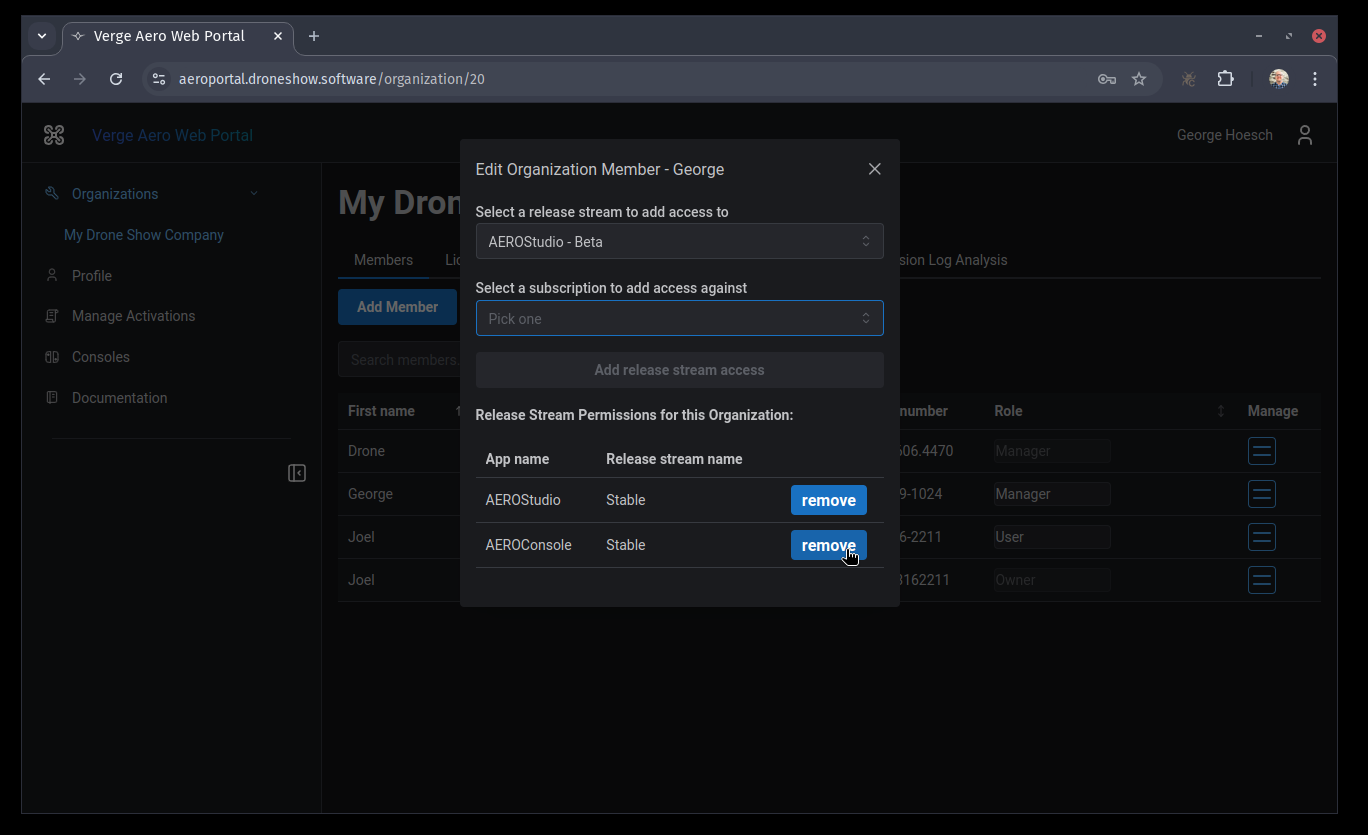 Verge Aero Web Portal
aeroportal.droneshow.software/organization/20
Verge Aero Web Portal
George Hoesch
Organizations
My Drone Show Company
Profile
Manage Activations
Consoles
Documentation
My Dron
Members Lic sion Log Analysis
Add Member
Search members.
First name number Role Manage
Drone 606.4470 Manager
George 9-1024 Manager
Joel 6-2211 User
Joel 3162211 Owner
Edit Organization Member - George
Select a release stream to add access to
AEROStudio - Beta
Select a subscription to add access against
Pick one
Add release stream access
Release Stream Permissions for this Organization:
App name Release stream name
AEROStudio Stable remove
AEROConsole Stable remove